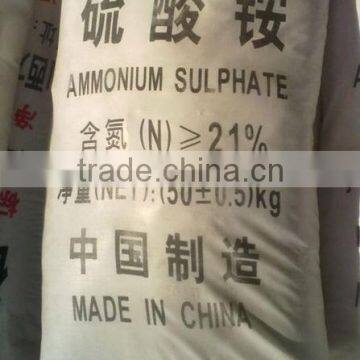 硫酸铵
AMMONIUM SULPHATE
含氮(N)≥21%
trade.china.cn
净重(NET):(50±0.5)kg
中国制造
MADE IN CHINA